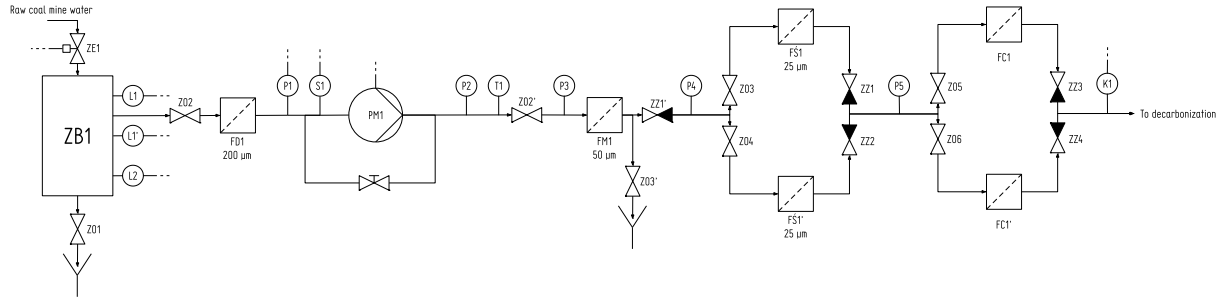 Raw coal mine water
ZE1
L1
ZB1
L1'
L2
Z01
Z02
FD1
200 µm
P1
S1
PM1
P2
T1
Z02'
P3
FM1
50 µm
Z03'
ZZ1'
P4
Z03
Z04
FŚ1
25 µm
FŚ1'
25 µm
ZZ1
ZZ2
P5
Z05
Z06
FC1
FC1'
ZZ3
ZZ4
K1
To decarbonization